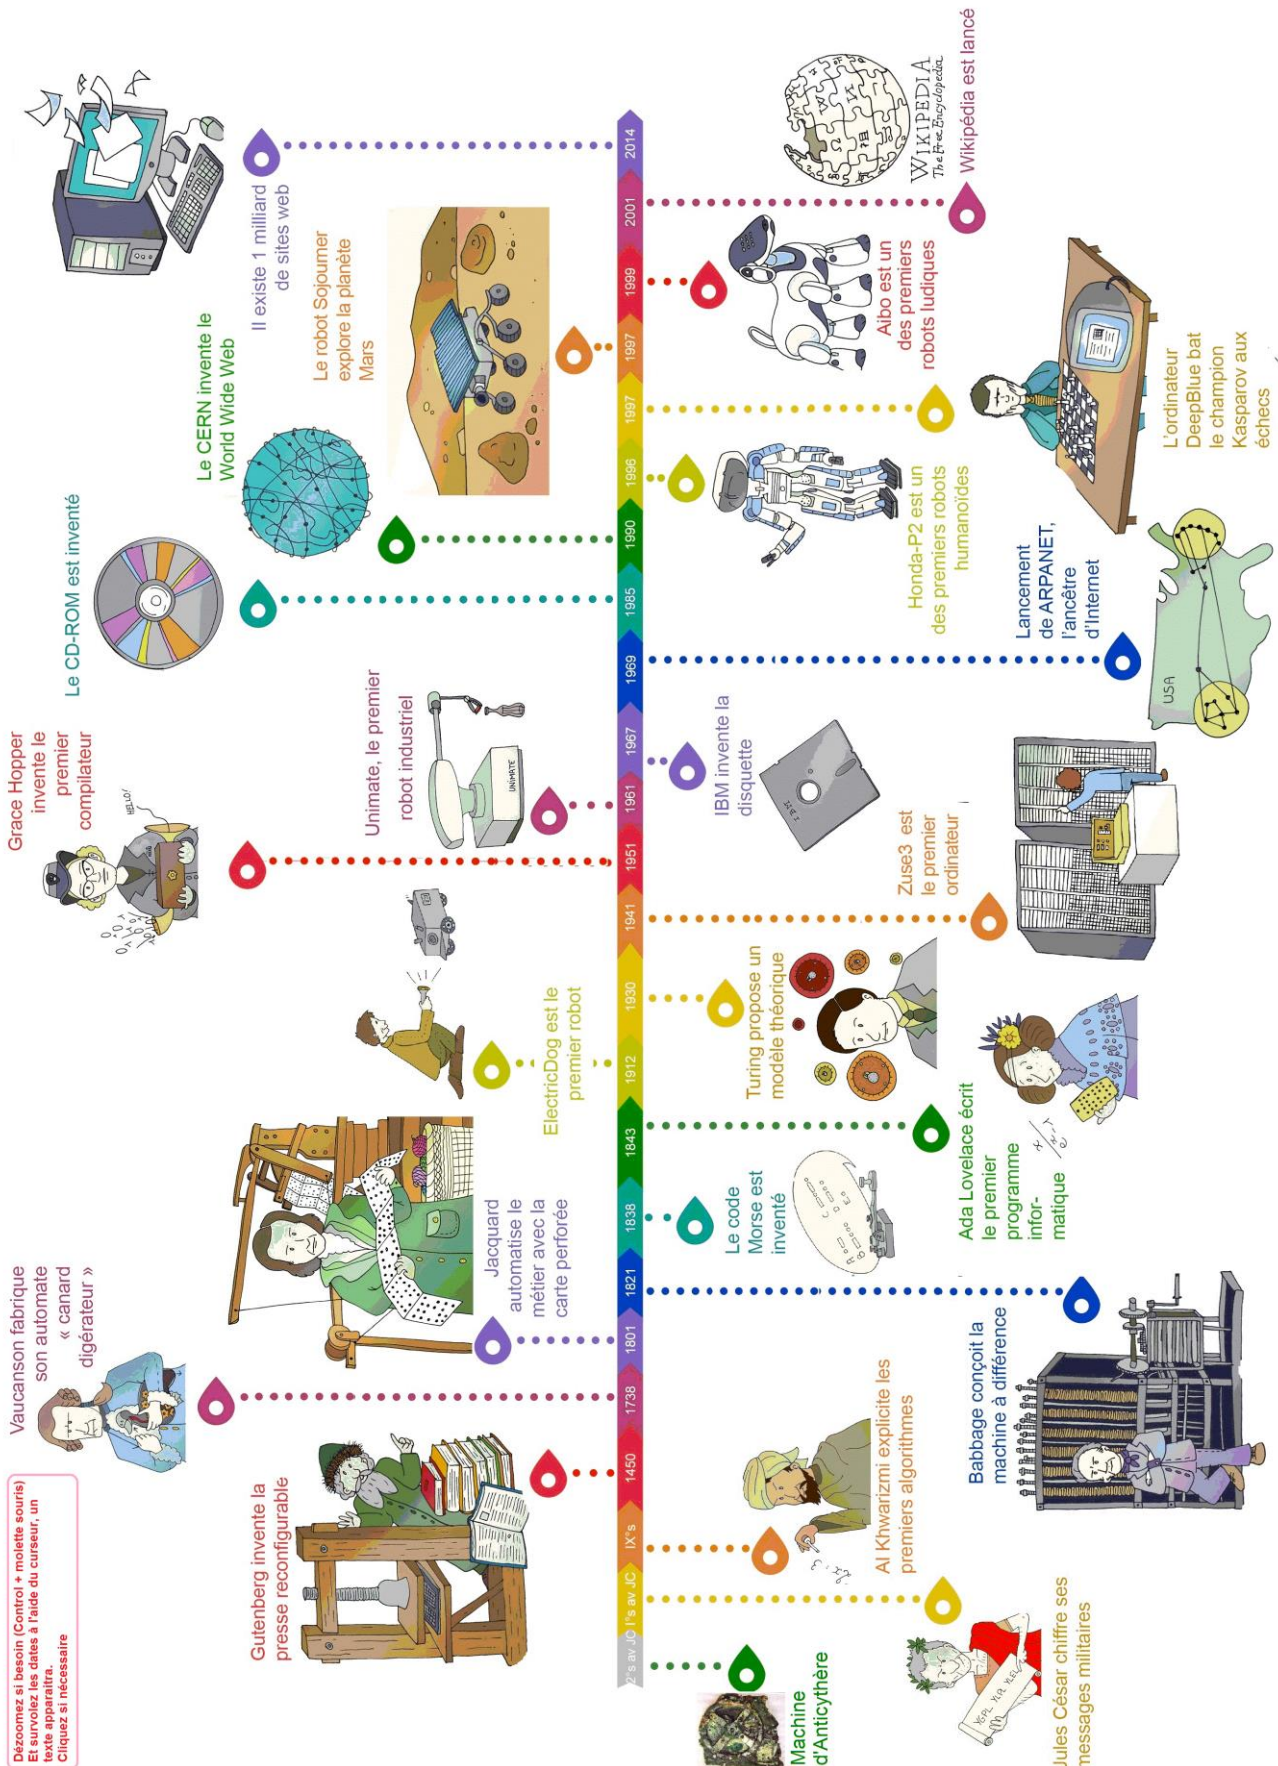 Dézoomez si besoin (Control + molette souris)
Et survolez les dates à l'aide du curseur, un
texte apparaitra.
Cliquez si nécessaire
Vaucanson fabrique
son automate
« canard
digérateur »
Grace Hopper
invente le
premier
compilateur
HELLO!
Le CD-ROM est inventé
Le CERN invente le
World Wide Web
Il existe 1 milliard
de sites web
Gutenberg invente la
presse reconfigurable
Jacquard
automatise le
métier avec la
carte perforée
ElectricDog est le
premier robot
Unimate, le premier
robot industriel
UNIMATE
Le robot Sojourner
explore la planète
Mars
2°s av JC
I°s av JC
IX°s
1450
1738
1801
1821
1838
1843
1912
1930
1941
1951
1961
1967
1969
1985
1990
1996
1997
1997
1999
2001
2014
Machine
d'Anticythère
Jules César chiffre ses
messages militaires
Al Khwarizmi explicite les
premiers algorithmes
Babbage conçoit la
machine à différence
Le code
Morse est
inventé
Ada Lovelace écrit
le premier
programme
infor-
matique
Turing propose un
modèle théorique
Zuse3 est
le premier
ordinateur
IBM invente la
disquette
IBM
Lancement
de ARPANET,
l'ancêtre
d'Internet
USA
Honda-P2 est un
des premiers robots
humanoïdes
L'ordinateur
DeepBlue bat
le champion
Kasparov aux
échecs
Aibo est un
des premiers
robots ludiques
WIKIPEDIA
The Free Encyclopedia
Wikipédia est lancé